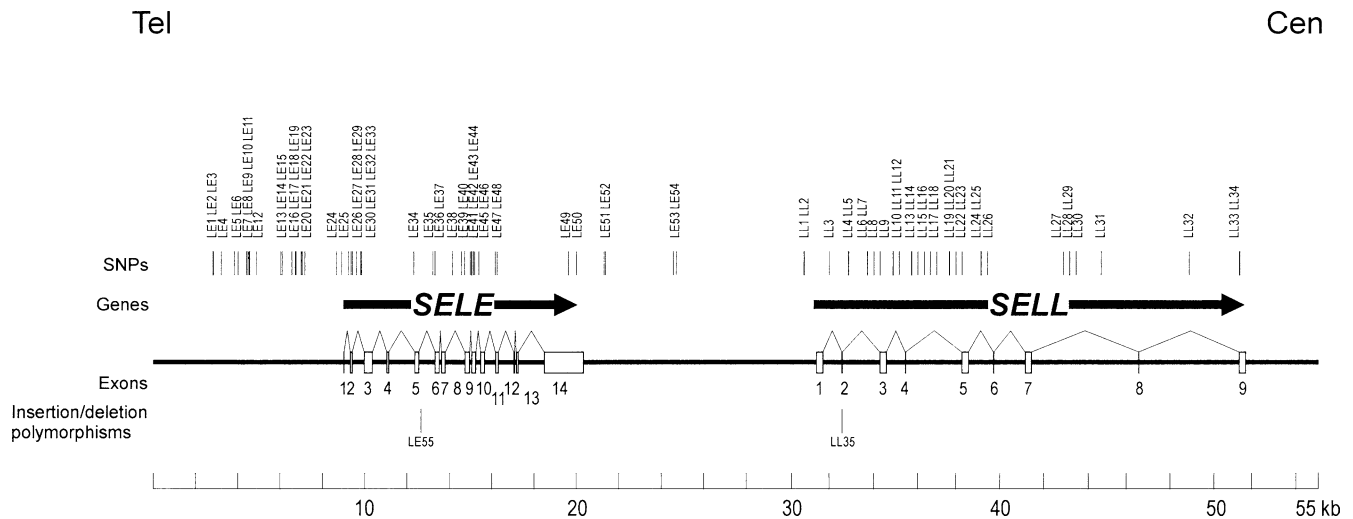 Tel Cen
LE1 LE2 LE3
LE4
LE5 LE6
LE7 LE8 LE9 LE10 LE11
LE12
LE13 LE14 LE15
LE16 LE17 LE18 LE19
LE20 LE21 LE22 LE23
LE24
LE25
LE26 LE27 LE28 LE29
LE30 LE31 LE32 LE33
LE34
LE35
LE36 LE37
LE38
LE39 LE40
LE41 LE42 LE43 LE44
LE45 LE46
LE47 LE48
LE49
LE50
LE51 LE52
LE53 LE54
LL1 LL2
LL3
LL4 LL5
LL6 LL7
LL8
LL9
LL10 LL11 LL12
LL13 LL14
LL15 LL16
LL17 LL18
LL19 LL20 LL21
LL22 LL23
LL24 LL25
LL26
LL27
LL28 LL29
LL30
LL31
LL32
LL33 LL34
SNPs
Genes SELE SELL
Exons 1 2 3 4 5 6 7 8 9 10 11 12 13 14 1 2 3 4 5 6 7 8 9
Insertion/deletion
polymorphisms
LE55 LL35
10 20 30 40 50 55 kb